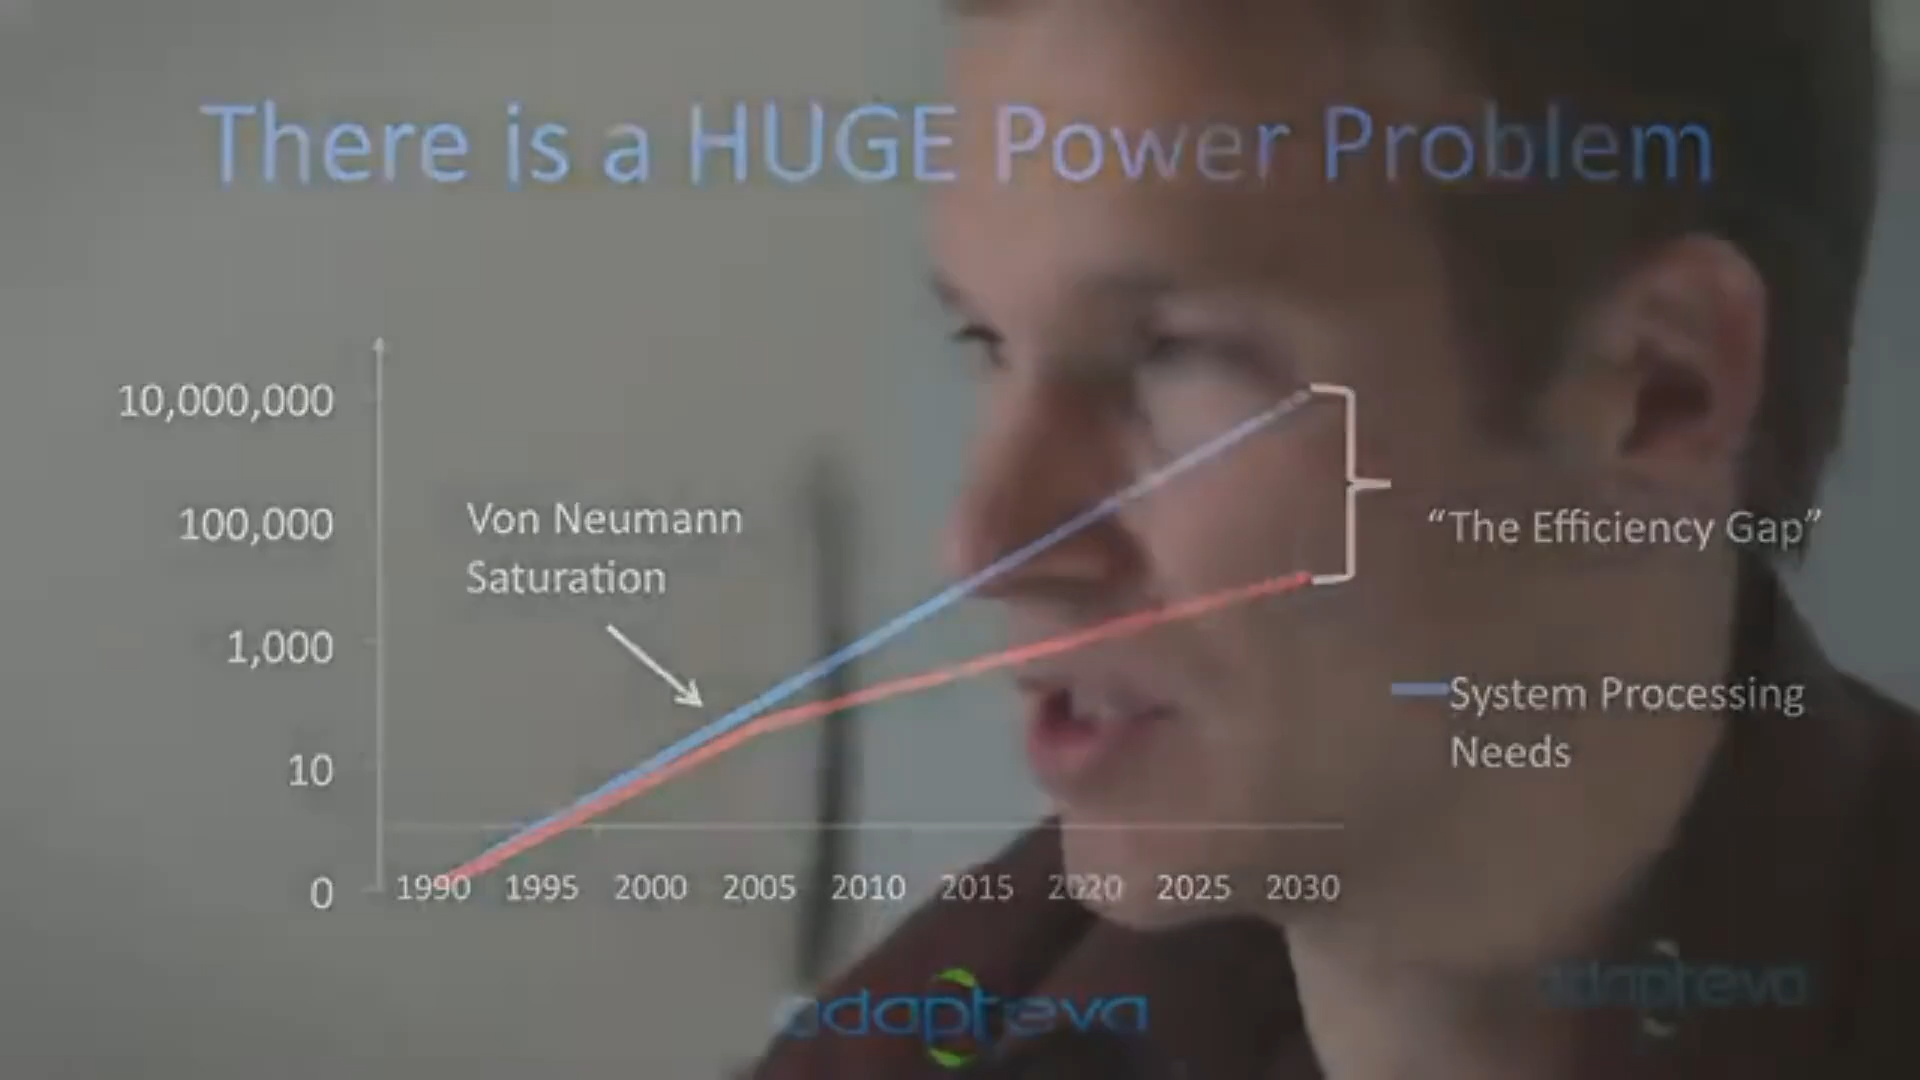 There is a HUGE Power Problem
10,000,000
100,000
1,000
10
0
Von Neumann
Saturation
“The Efficiency Gap”
System Processing
Needs
1990 1995 2000 2005 2010 2015 2020 2025 2030
adapteva
adapteva